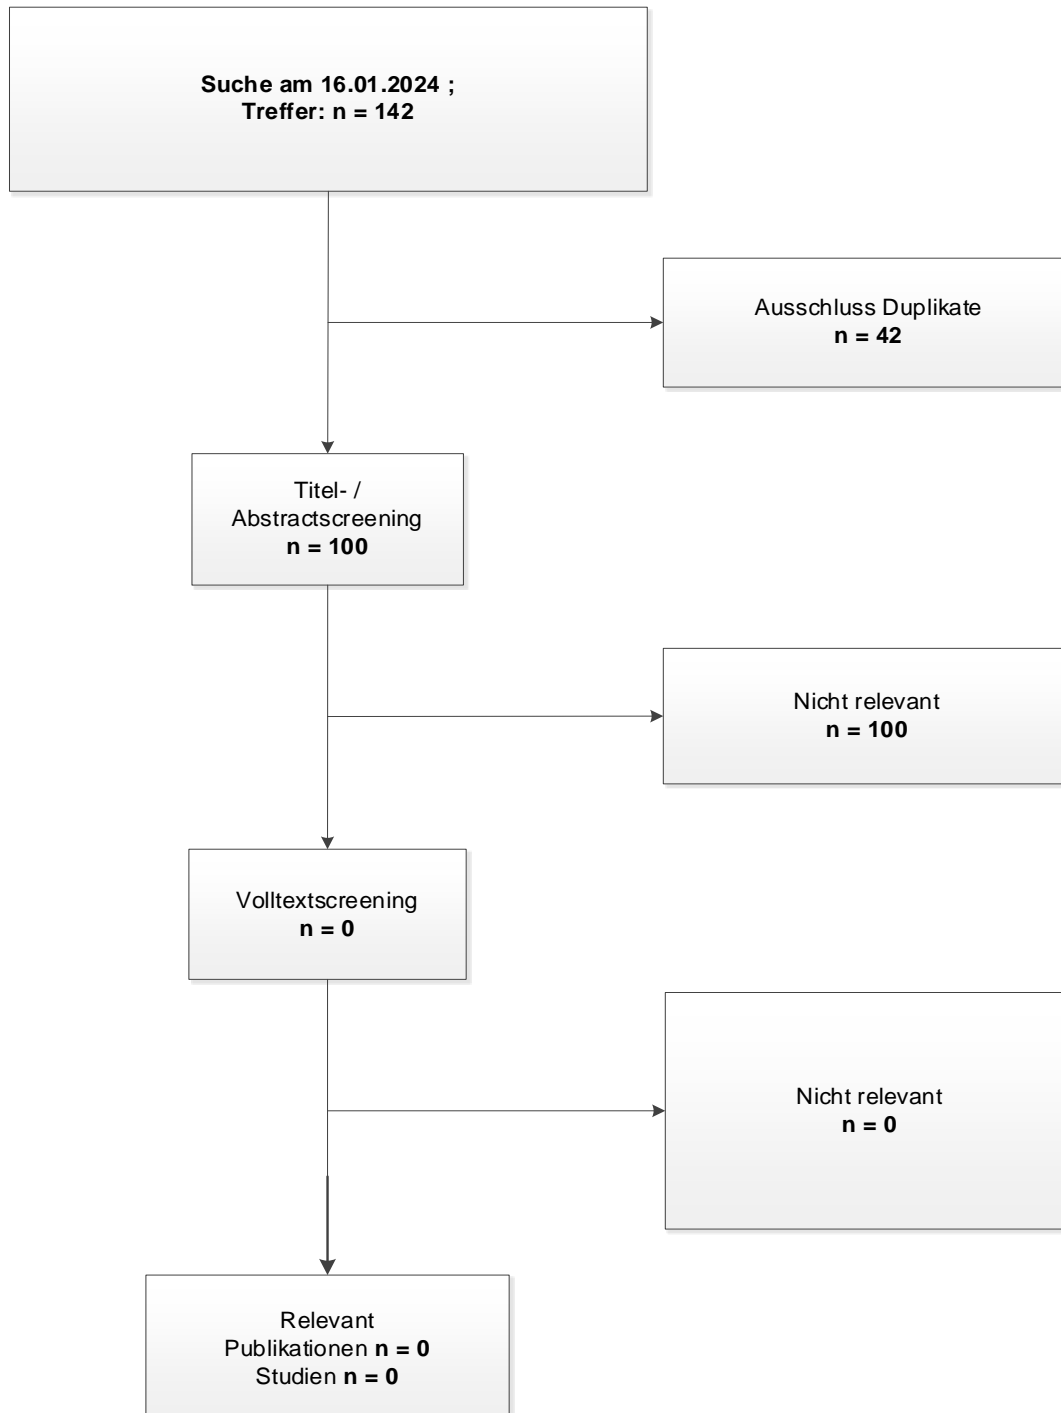 Suche am 16.01.2024 ;
Treffer: n = 142
Ausschluss Duplikate
n = 42
Titel- /
Abstractscreening
n = 100
Nicht relevant
n = 100
Volltextscreening
n = 0
Nicht relevant
n = 0
Relevant
Publikationen n = 0
Studien n = 0